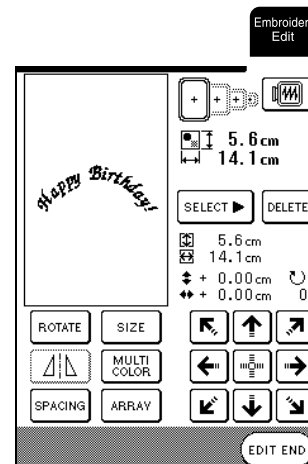 Embroider
Edit
5.6cm
14.1cm
Happy Birthday!
SELECT ▶ DELETE
5.6cm
14.1cm
+ 0.00cm
+ 0.00cm 0
ROTATE SIZE
MULTI
COLOR
SPACING ARRAY
EDIT END